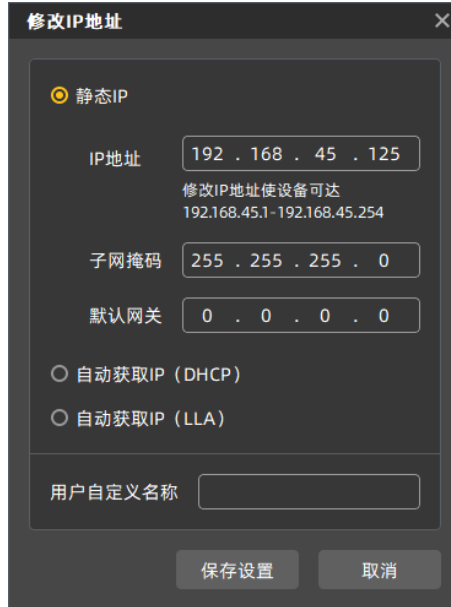 修改IP地址
静态IP
IP地址 192 . 168 . 45 . 125
修改IP地址使设备可达
192.168.45.1-192.168.45.254
子网掩码 255 . 255 . 255 . 0
默认网关 0 . 0 . 0 . 0
自动获取IP（DHCP）
自动获取IP（LLA）
用户自定义名称
保存设置 取消